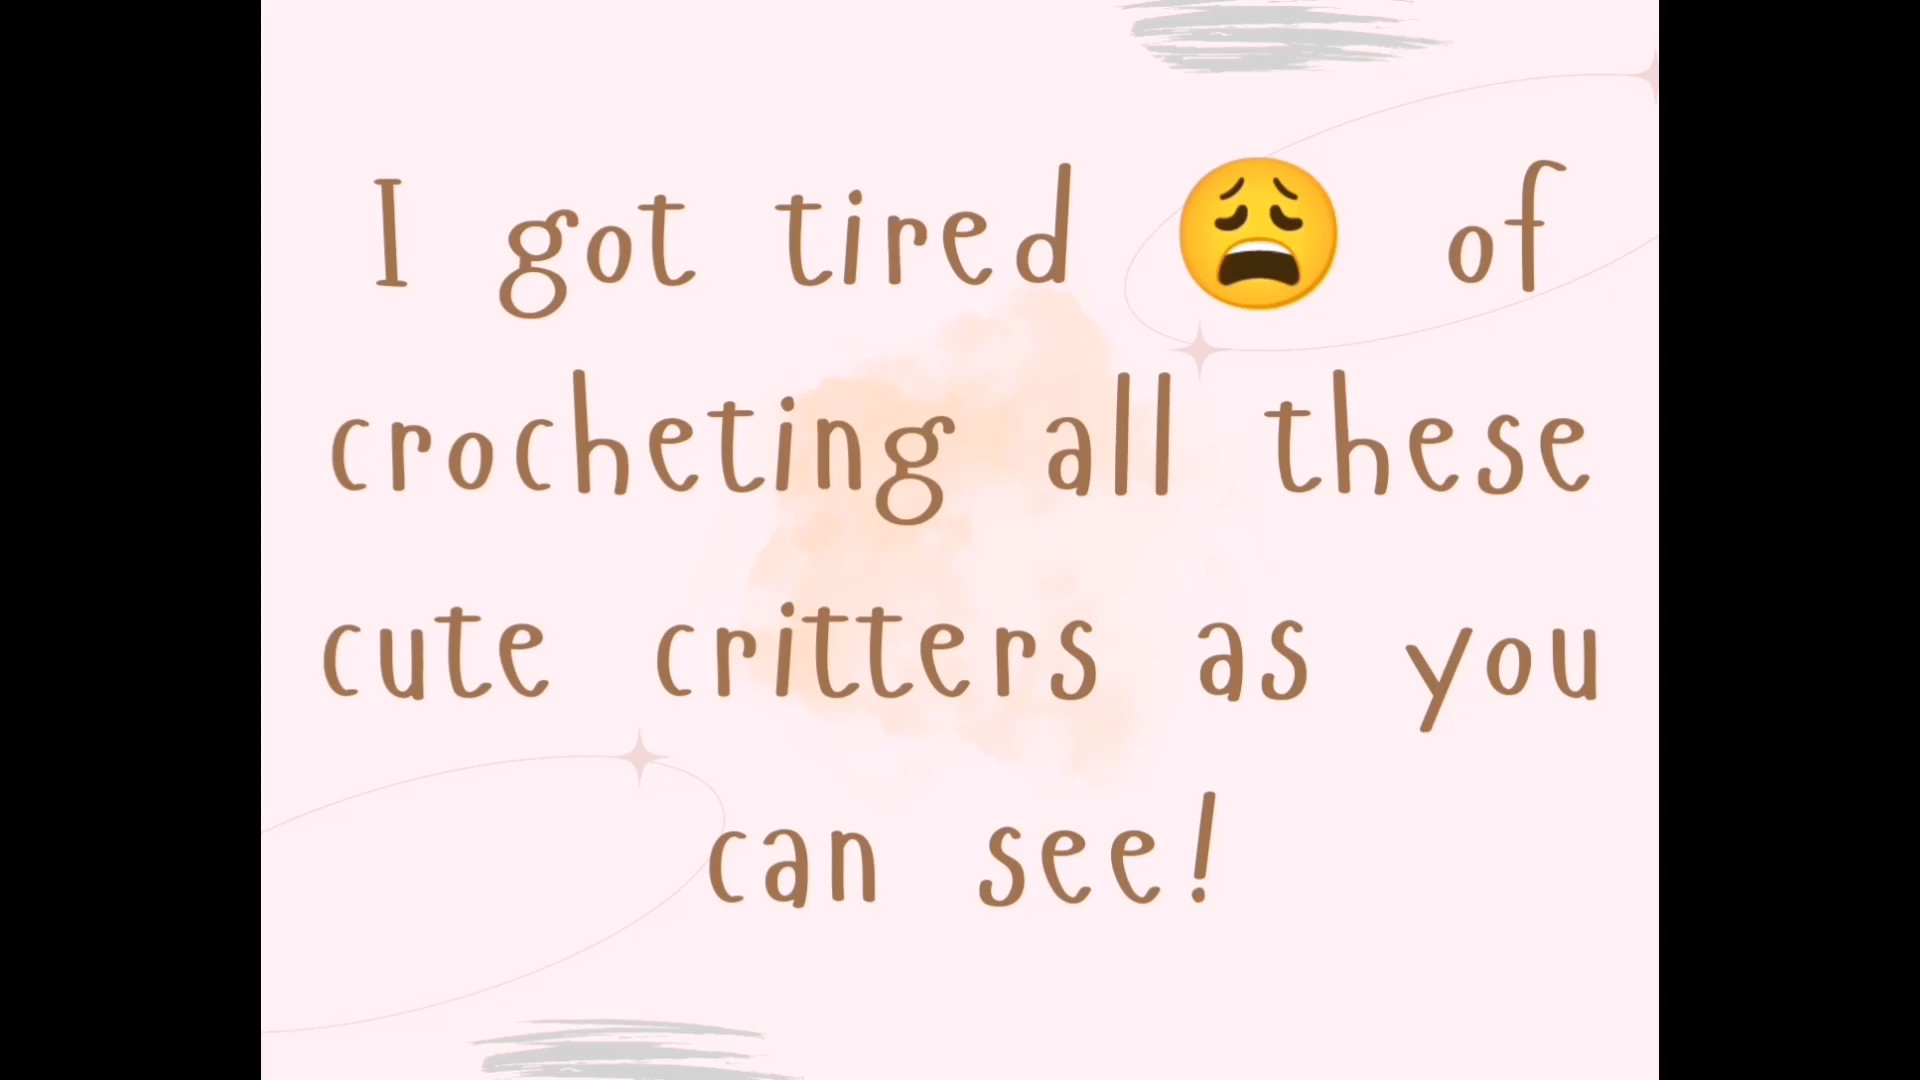 I got tired 😩 of
crocheting all these
cute critters as you
can see!